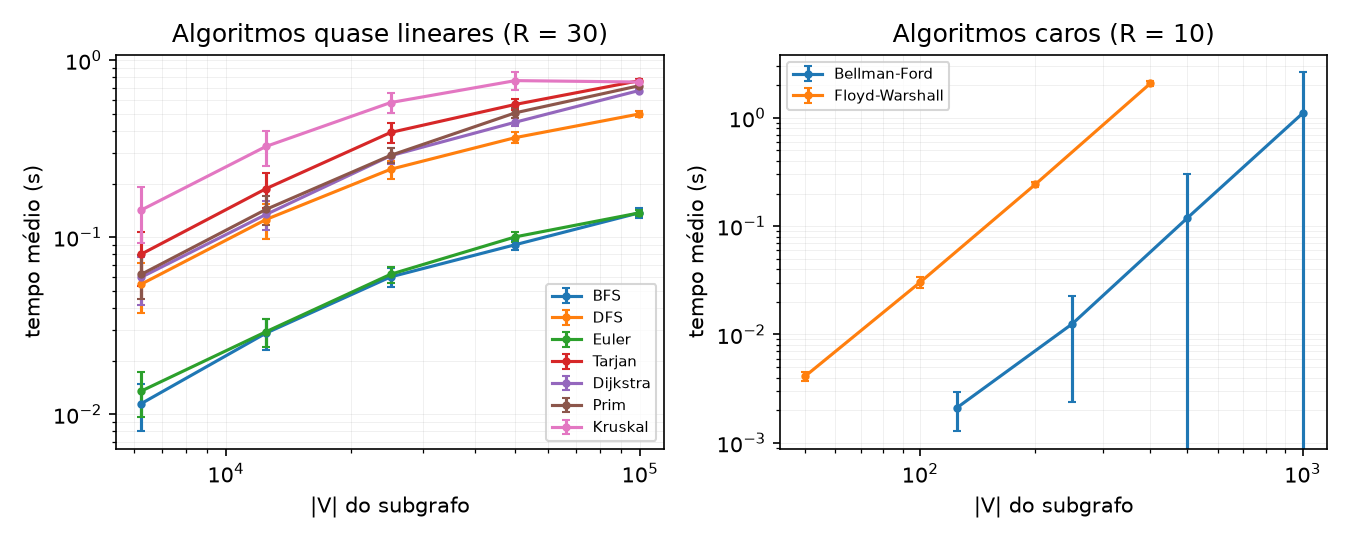 Algoritmos quase lineares (R = 30)
tempo médio (s)
10⁰
10⁻¹
10⁻²
BFS
DFS
Euler
Tarjan
Dijkstra
Prim
Kruskal
10⁴
10⁵
|V| do subgrafo
Algoritmos caros (R = 10)
tempo médio (s)
Bellman-Ford
Floyd-Warshall
10⁰
10⁻¹
10⁻²
10⁻³
10²
10³
|V| do subgrafo